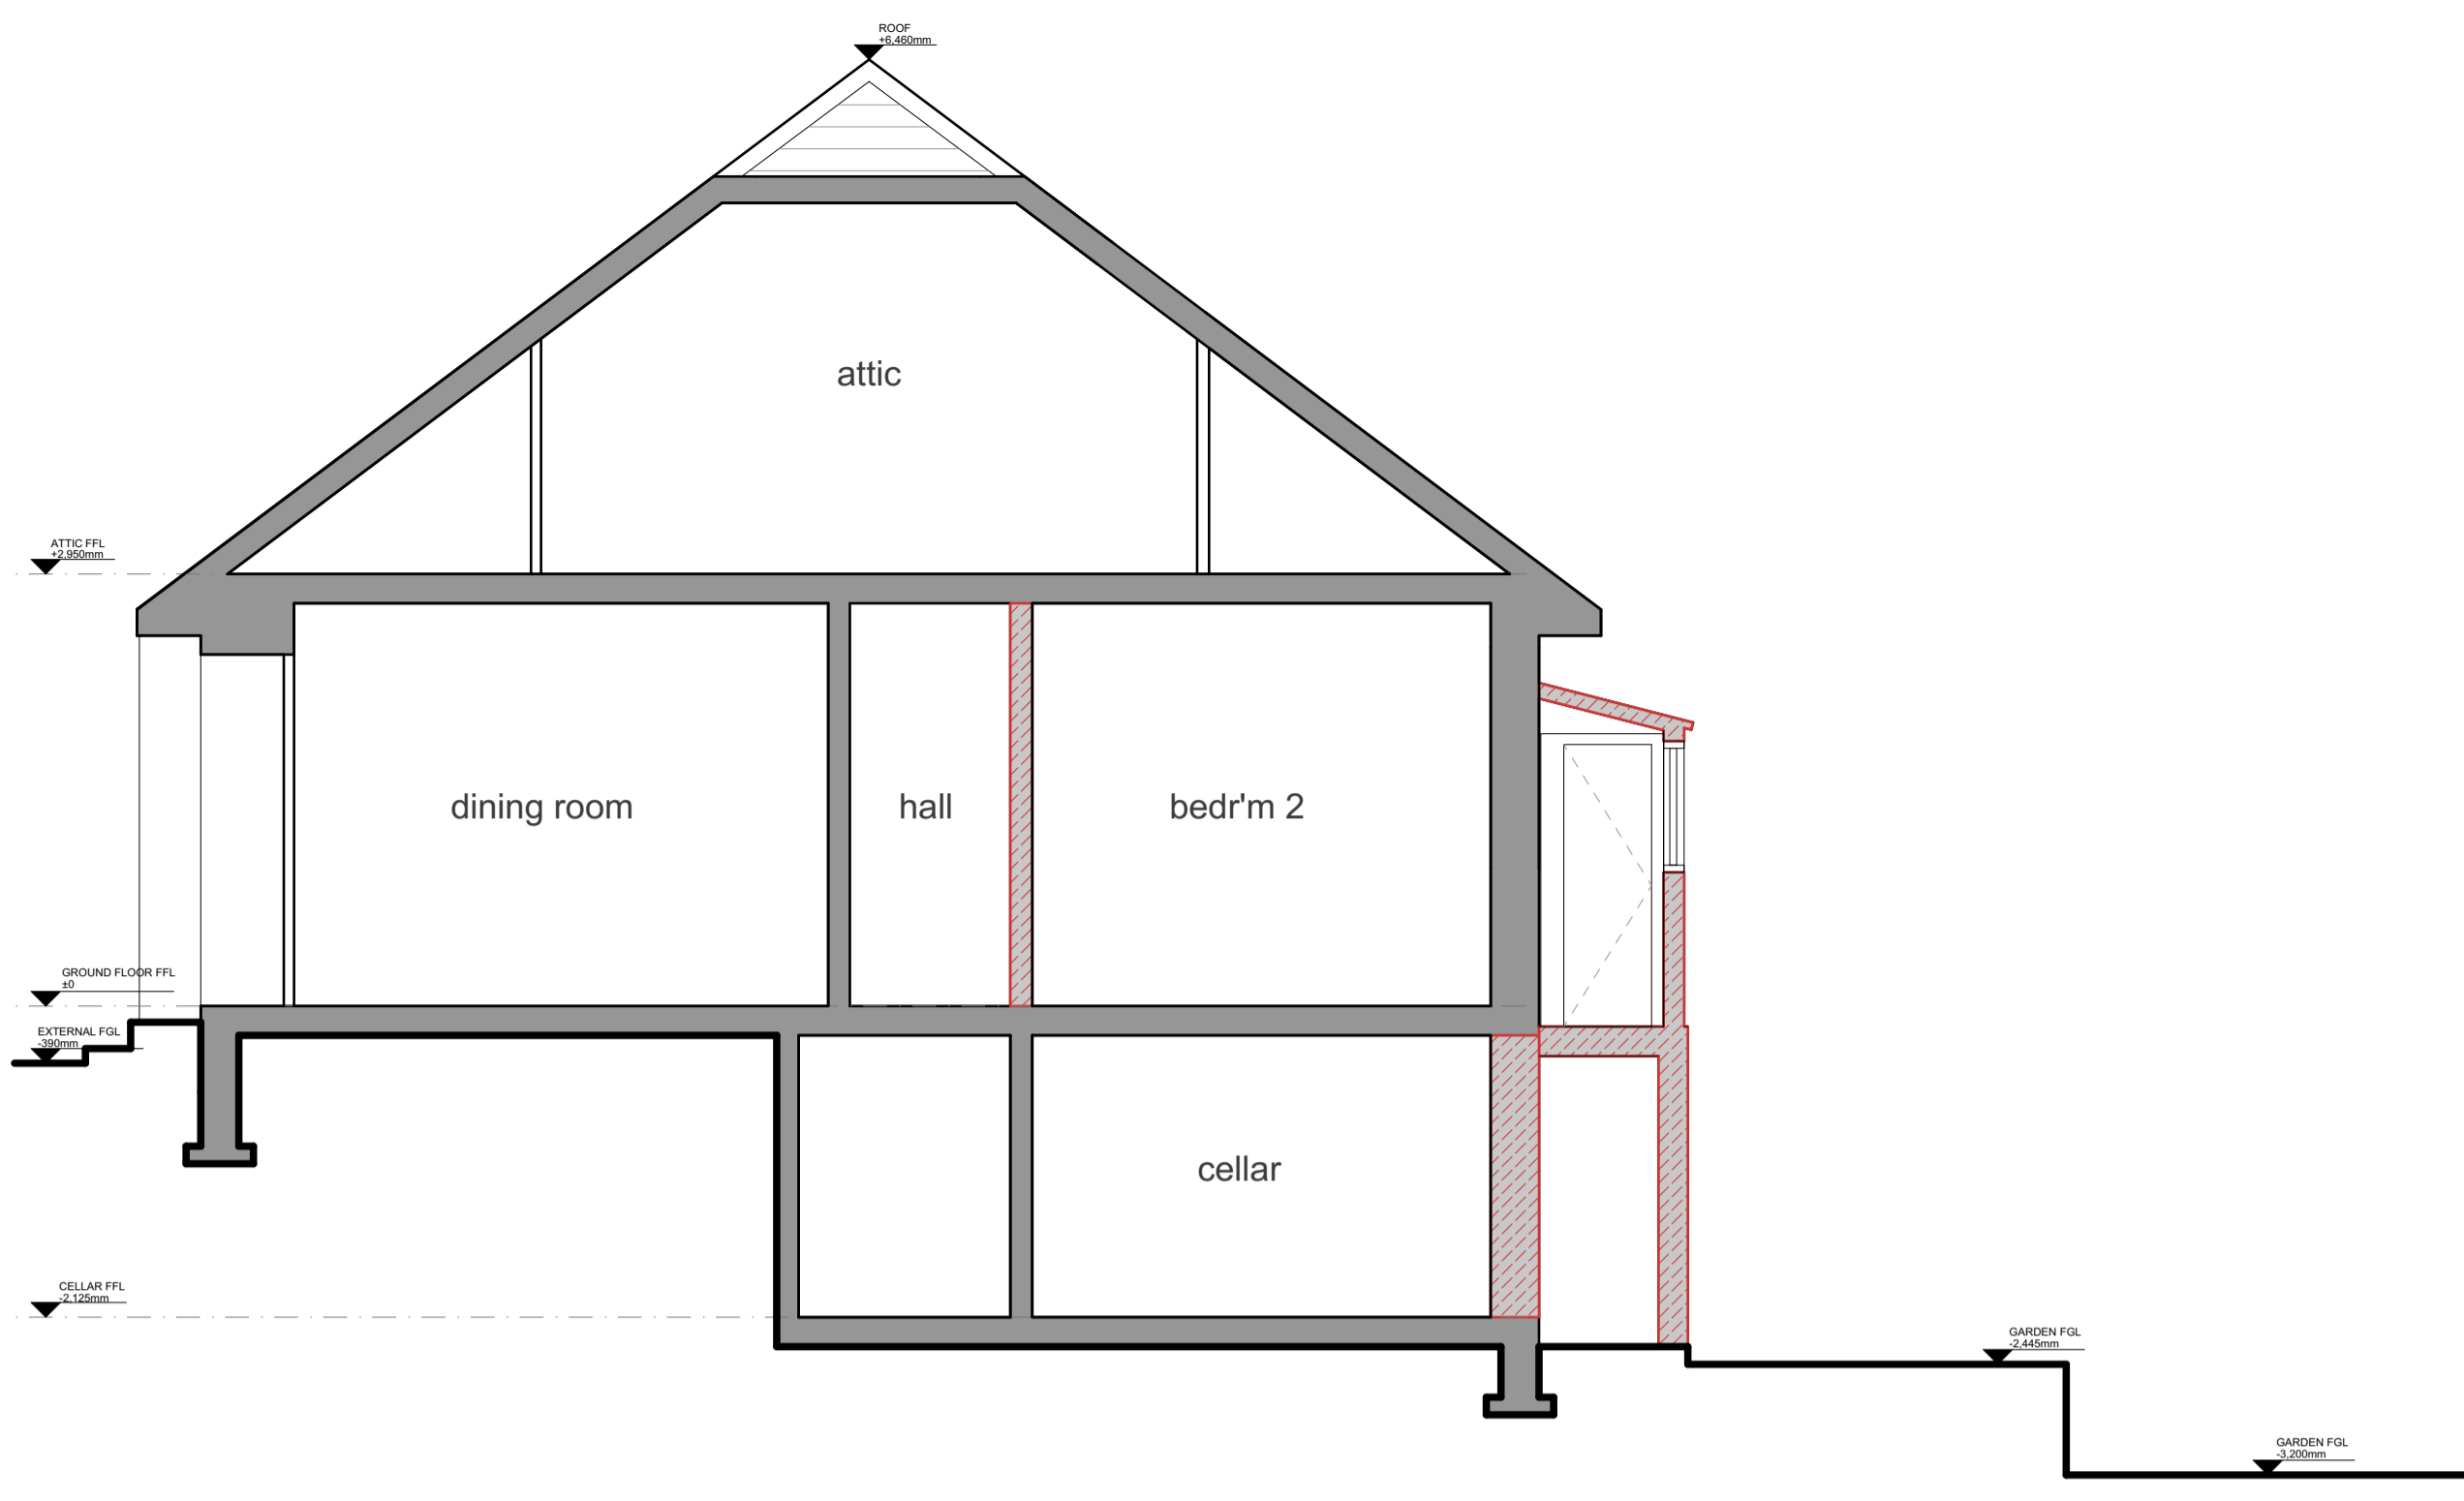 ROOF
+6,460mm
attic
ATTIC FFL
+2,950mm
dining room
hall
bedr'm 2
GROUND FLOOR FFL
±0
EXTERNAL FGL
-390mm
cellar
CELLAR FFL
-2,125mm
GARDEN FGL
-2,445mm
GARDEN FGL
-3,200mm